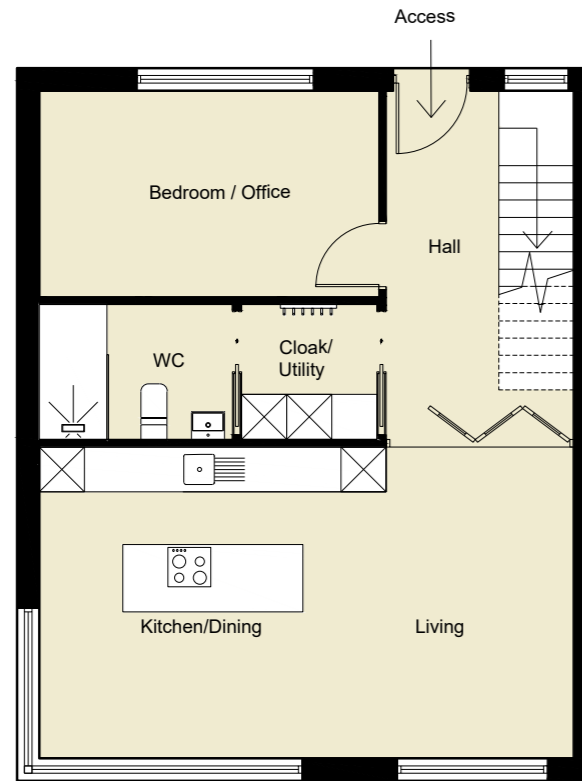 Access
Bedroom / Office
Hall
WC
Cloak/
Utility
Kitchen/Dining
Living